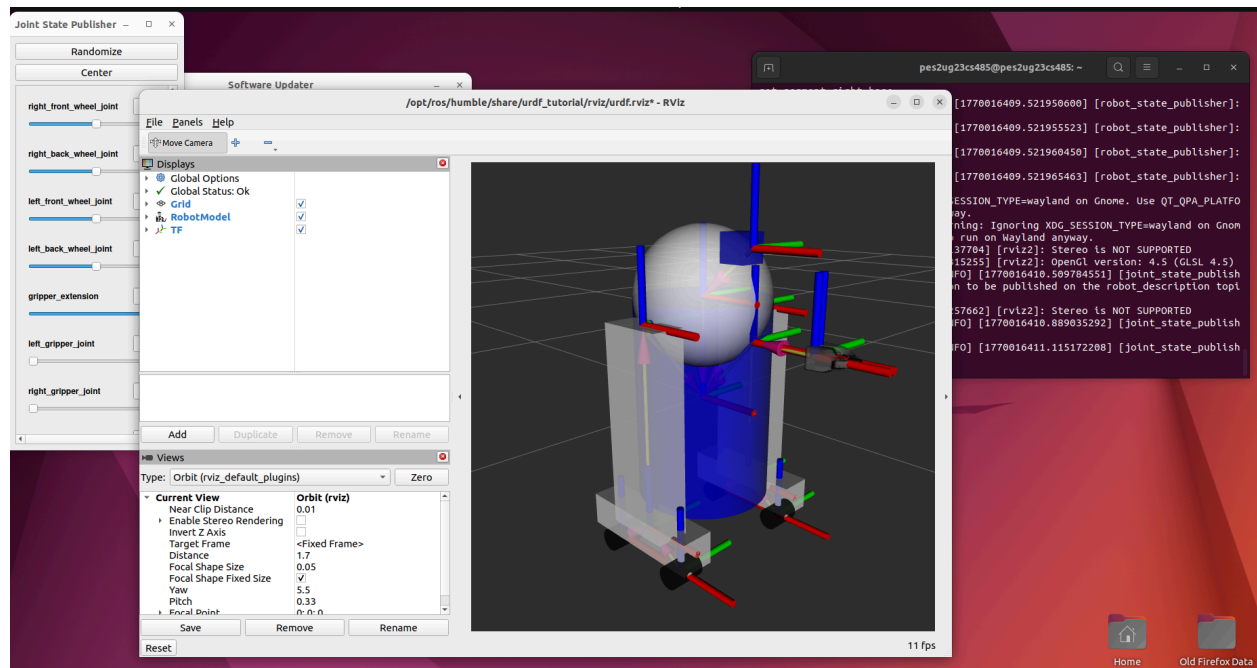 Joint State Publisher
Randomize
Center
right_front_wheel_joint
right_back_wheel_joint
left_front_wheel_joint
left_back_wheel_joint
gripper_extension
left_gripper_joint
right_gripper_joint
Software Updater
/opt/ros/humble/share/urdf_tutorial/rviz/urdf.rviz* - RViz
File Panels Help
Move Camera
Displays
Global Options
Global Status: Ok
Grid
RobotModel
TF
Add Duplicate Remove Rename
Views
Type: Orbit (rviz_default_plugins) Zero
Current View Orbit (rviz)
Near Clip Distance 0.01
Enable Stereo Rendering
Invert Z Axis
Target Frame <Fixed Frame>
Distance 1.7
Focal Shape Size 0.05
Focal Shape Fixed Size
Yaw 5.5
Pitch 0.33
Focal Point 0; 0; 0
Save Remove Rename
Reset
11 fps
pes2ug23cs485@pes2ug23cs485: ~
[1770016409.521950600] [robot_state_publisher]:
[1770016409.521955523] [robot_state_publisher]:
[1770016409.521960450] [robot_state_publisher]:
[1770016409.521965463] [robot_state_publisher]:
SESSION_TYPE=wayland on Gnome. Use QT_QPA_PLATFO
way.
rning: Ignoring XDG_SESSION_TYPE=wayland on Gnom
run on Wayland anyway.
37704] [rviz2]: Stereo is NOT SUPPORTED
315255] [rviz2]: OpenGl version: 4.5 (GLSL 4.5)
NFO] [1770016410.509784551] [joint_state_publish
on to be published on the robot_description topi
57662] [rviz2]: Stereo is NOT SUPPORTED
FO] [1770016410.889035292] [joint_state_publish
FO] [1770016411.115172208] [joint_state_publish
Home
Old Firefox Data